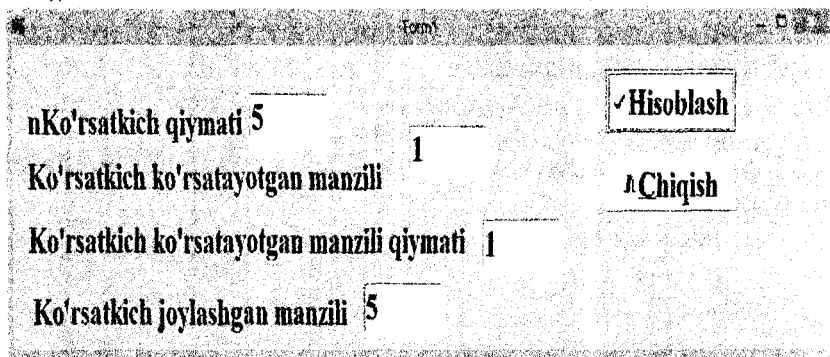 Form1
nKo'rsatkich qiymati 5
✓Hisoblash
1
Ko'rsatkich ko'rsatayotgan manzili
Chiqish
Ko'rsatkich ko'rsatayotgan manzili qiymati 1
Ko'rsatkich joylashgan manzili 5